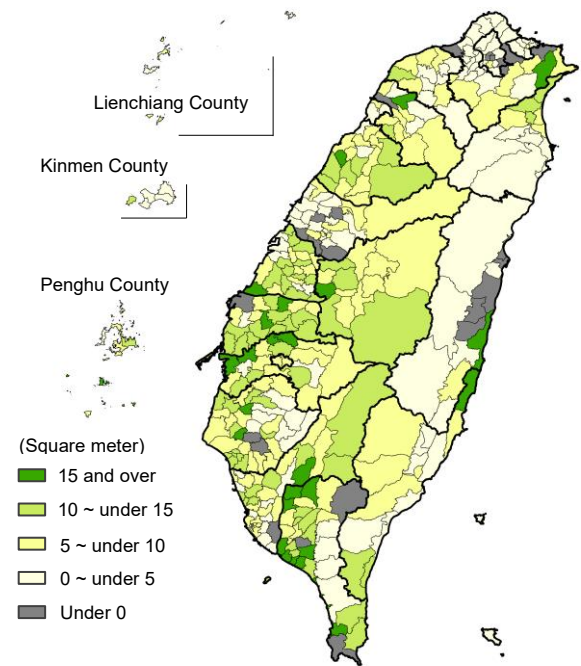 Lienchiang County
Kinmen County
Penghu County
(Square meter)
15 and over
10 ~ under 15
5 ~ under 10
0 ~ under 5
Under 0